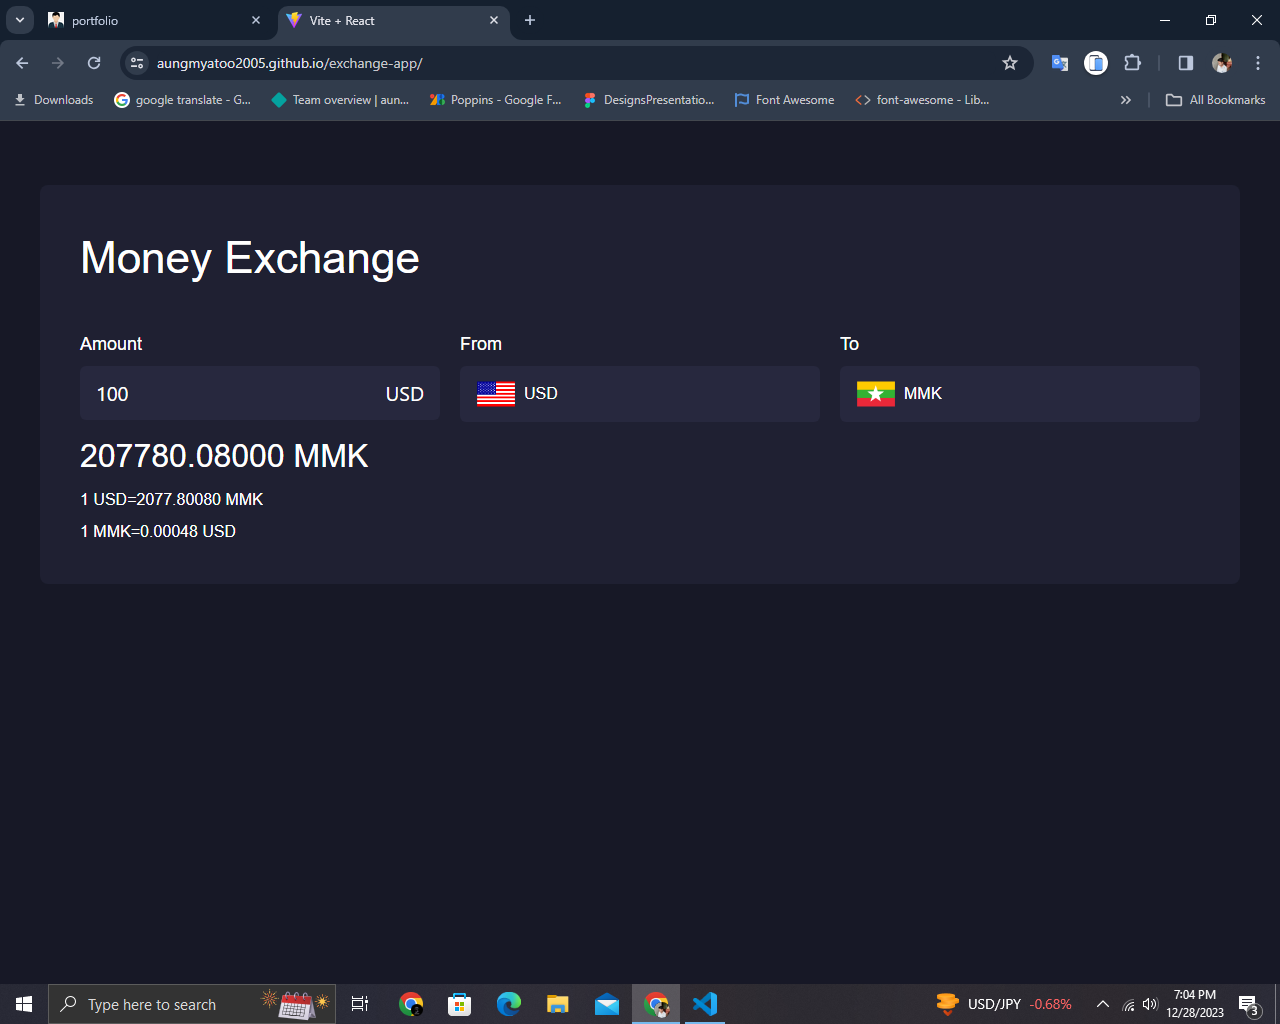 portfolio
Vite + React
aungmyatoo2005.github.io/exchange-app/
Downloads
google translate - G...
Team overview | aun...
Poppins - Google F...
DesignsPresentatio...
Font Awesome
font-awesome - Lib...
All Bookmarks
Money Exchange
Amount
From
To
100
USD
USD
MMK
207780.08000 MMK
1 USD=2077.80080 MMK
1 MMK=0.00048 USD
Type here to search
USD/JPY -0.68%
7:04 PM
12/28/2023
3